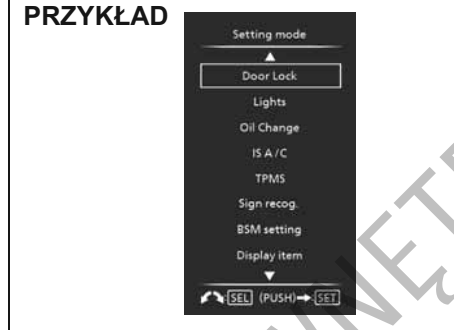 PRZYKŁAD
Setting mode
Door Lock
Lights
Oil Change
IS A/C
TPMS
Sign recog.
BSM setting
Display item
SEL (PUSH) SET